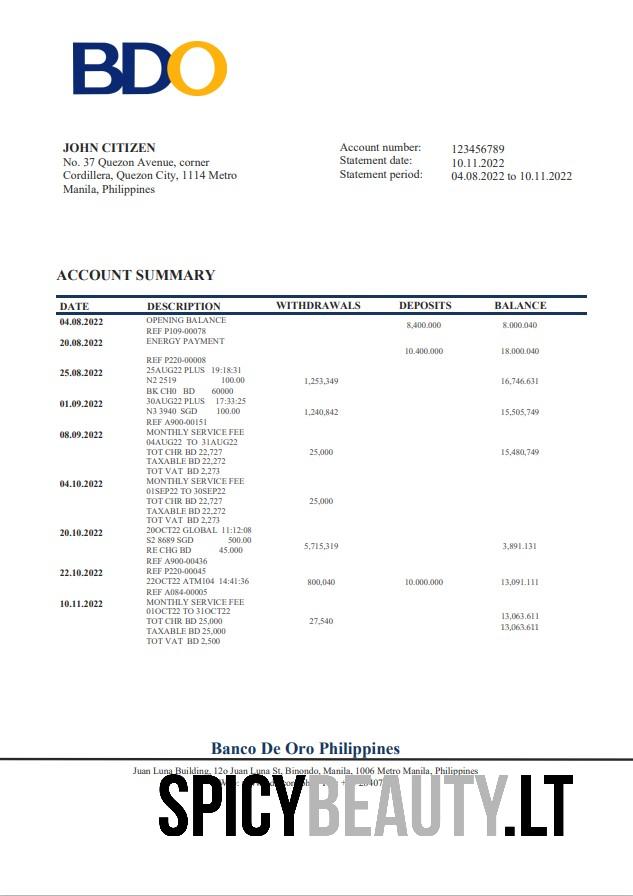 BDO
JOHN CITIZEN
No. 37 Quezon Avenue, corner
Cordillera, Quezon City, 1114 Metro
Manila, Philippines
Account number: 123456789
Statement date: 10.11.2022
Statement period: 04.08.2022 to 10.11.2022
ACCOUNT SUMMARY
DATE DESCRIPTION WITHDRAWALS DEPOSITS BALANCE
04.08.2022 OPENING BALANCE 8,400.000 8.000.040
REF P109-00078
20.08.2022 ENERGY PAYMENT
10.400.000 18.000.040
REF P220-00008
25.08.2022 25AUG22 PLUS 19:18:31
N2 2519 100.00 1,253,349 16,746.631
BK CH0 BD 60000
01.09.2022 30AUG22 PLUS 17:33:25
N3 3940 SGD 100.00 1,240,842 15,505,749
REF A900-00151
08.09.2022 MONTHLY SERVICE FEE
04AUG22 TO 31AUG22
TOT CHR BD 22,727 25,000 15,480,749
TAXABLE BD 22,272
TOT VAT BD 2,273
04.10.2022 MONTHLY SERVICE FEE
01SEP22 TO 30SEP22
TOT CHR BD 22,727 25,000
TAXABLE BD 22,272
TOT VAT BD 2,273
20.10.2022 20OCT22 GLOBAL 11:12:08
S2 8689 SGD 500.00
RE CHG BD 45.000 5,715,319 3,891.131
REF A900-00436
22.10.2022 REF P220-00045
22OCT22 ATM104 14:41:36 800,040 10.000.000 13,091.111
REF A084-00005
10.11.2022 MONTHLY SERVICE FEE
01OCT22 TO 31OCT22
TOT CHR BD 25,000 27,540 13,063.611
TAXABLE BD 25,000 13,063.611
TOT VAT BD 2,500
Banco De Oro Philippines
Juan Luna Building, 12o Juan Luna St, Binondo, Manila, 1006 Metro Manila, Philippines
SPICYBEAUTY.LT